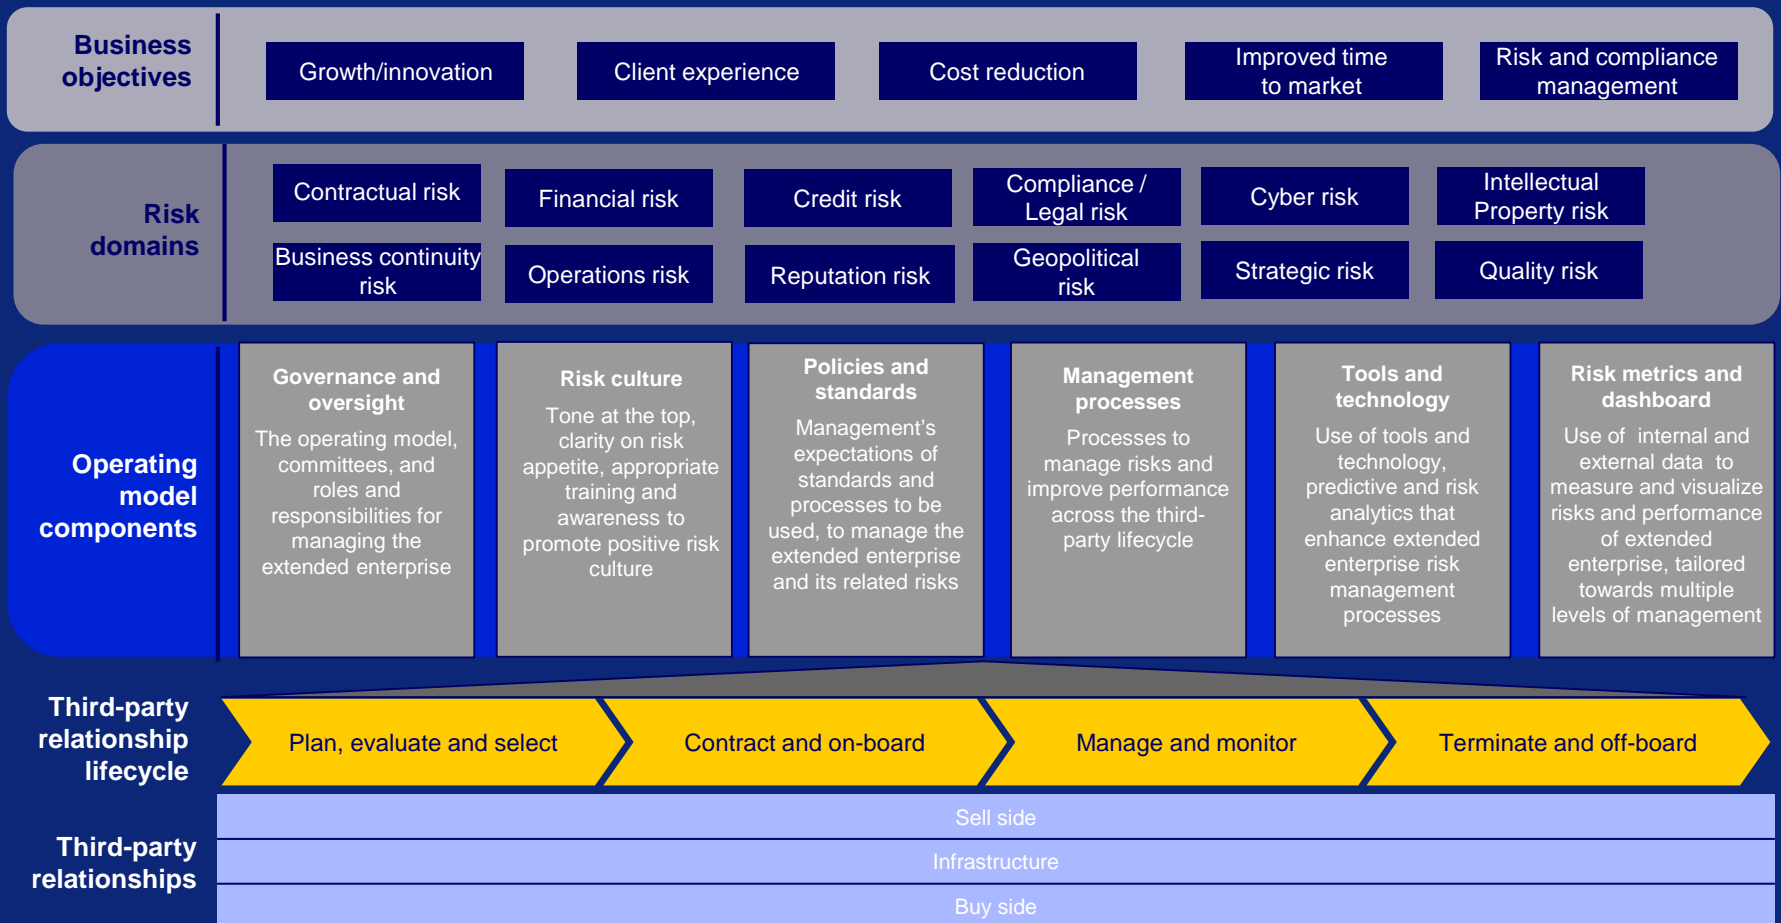 Business
objectives
Growth/innovation
Client experience
Cost reduction
Improved time
to market
Risk and compliance
management
Risk
domains
Contractual risk
Financial risk
Credit risk
Compliance /
Legal risk
Cyber risk
Intellectual
Property risk
Business continuity
risk
Operations risk
Reputation risk
Geopolitical
risk
Strategic risk
Quality risk
Operating
model
components
Governance and
oversight
The operating model,
committees, and
roles and
responsibilities for
managing the
extended enterprise
Risk culture
Tone at the top,
clarity on risk
appetite, appropriate
training and
awareness to
promote positive risk
culture
Policies and
standards
Management’s
expectations of
standards and
processes to be
used, to manage the
extended enterprise
and its related risks
Management
processes
Processes to
manage risks and
improve performance
across the third-
party lifecycle
Tools and
technology
Use of tools and
technology,
predictive and risk
analytics that
enhance extended
enterprise risk
management
processes
Risk metrics and
dashboard
Use of internal and
external data to
measure and visualize
risks and performance
of extended
enterprise, tailored
towards multiple
levels of management
Third-party
relationship
lifecycle
Plan, evaluate and select
Contract and on-board
Manage and monitor
Terminate and off-board
Third-party
relationships
Sell side
Infrastructure
Buy side